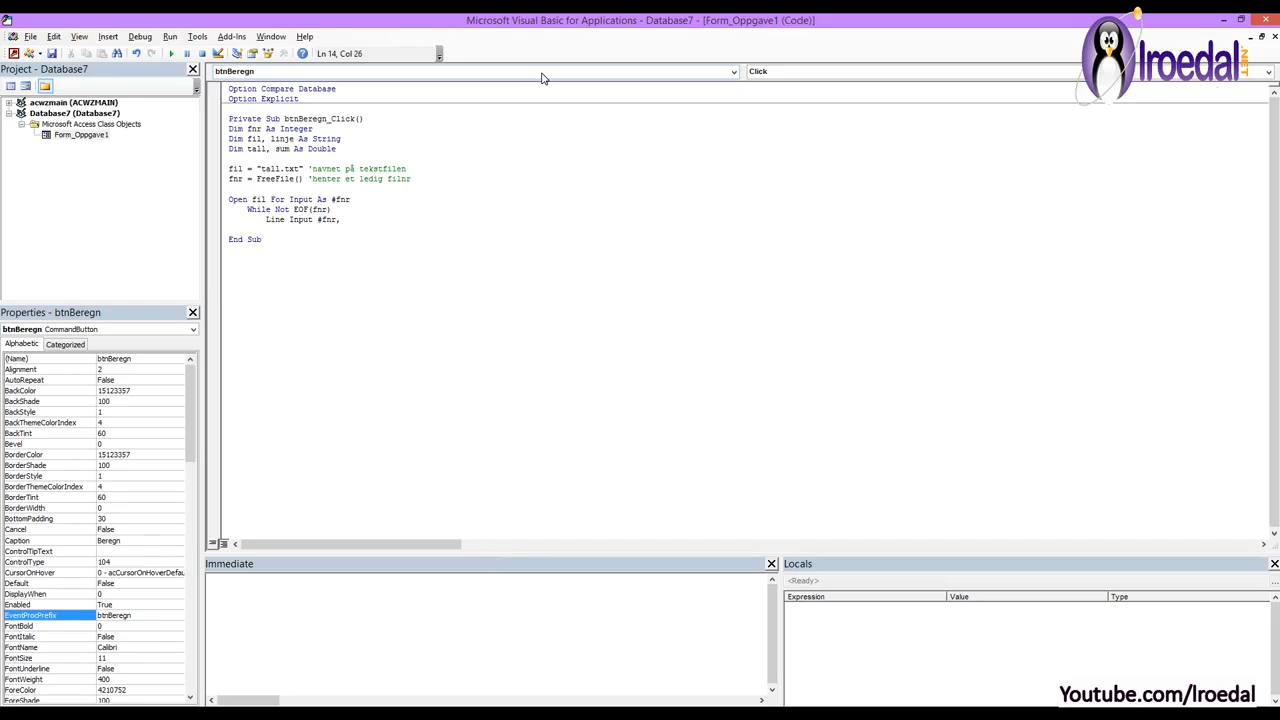 Microsoft Visual Basic for Applications - Database7 - [Form_Oppgave1 (Code)]
File Edit View Insert Debug Run Tools Add-Ins Window Help
Ln 14, Col 26
lroedal.NET
Project - Database7
btnBeregn
Click
acwzmain (ACWZMAIN)
Database7 (Database7)
Microsoft Access Class Objects
Form_Oppgave1
Option Compare Database
Option Explicit
Private Sub btnBeregn_Click()
Dim fnr As Integer
Dim fil, linje As String
Dim tall, sum As Double
fil = "tall.txt" 'navnet på tekstfilen
fnr = FreeFile() 'henter et ledig filnr
Open fil For Input As #fnr
While Not EOF(fnr)
Line Input #fnr,
End Sub
Properties - btnBeregn
btnBeregn CommandButton
Alphabetic Categorized
(Name) btnBeregn
Alignment 2
AutoRepeat False
BackColor 15123357
BackShade 100
BackStyle 1
BackThemeColorIndex 4
BackTint 60
Bevel 0
BorderColor 15123357
BorderShade 100
BorderStyle 1
BorderThemeColorIndex 4
BorderTint 60
BorderWidth 0
BottomPadding 30
Cancel False
Caption Beregn
ControlTipText
ControlType 104
CursorOnHover 0 - acCursorOnHoverDefau
Default False
DisplayWhen 0
Enabled True
EventProcPrefix btnBeregn
FontBold 0
FontItalic False
FontName Calibri
FontSize 11
FontUnderline False
FontWeight 400
ForeColor 4210752
ForeShade 100
Immediate
Locals
<Ready>
Expression Value Type
Youtube.com/lroedal